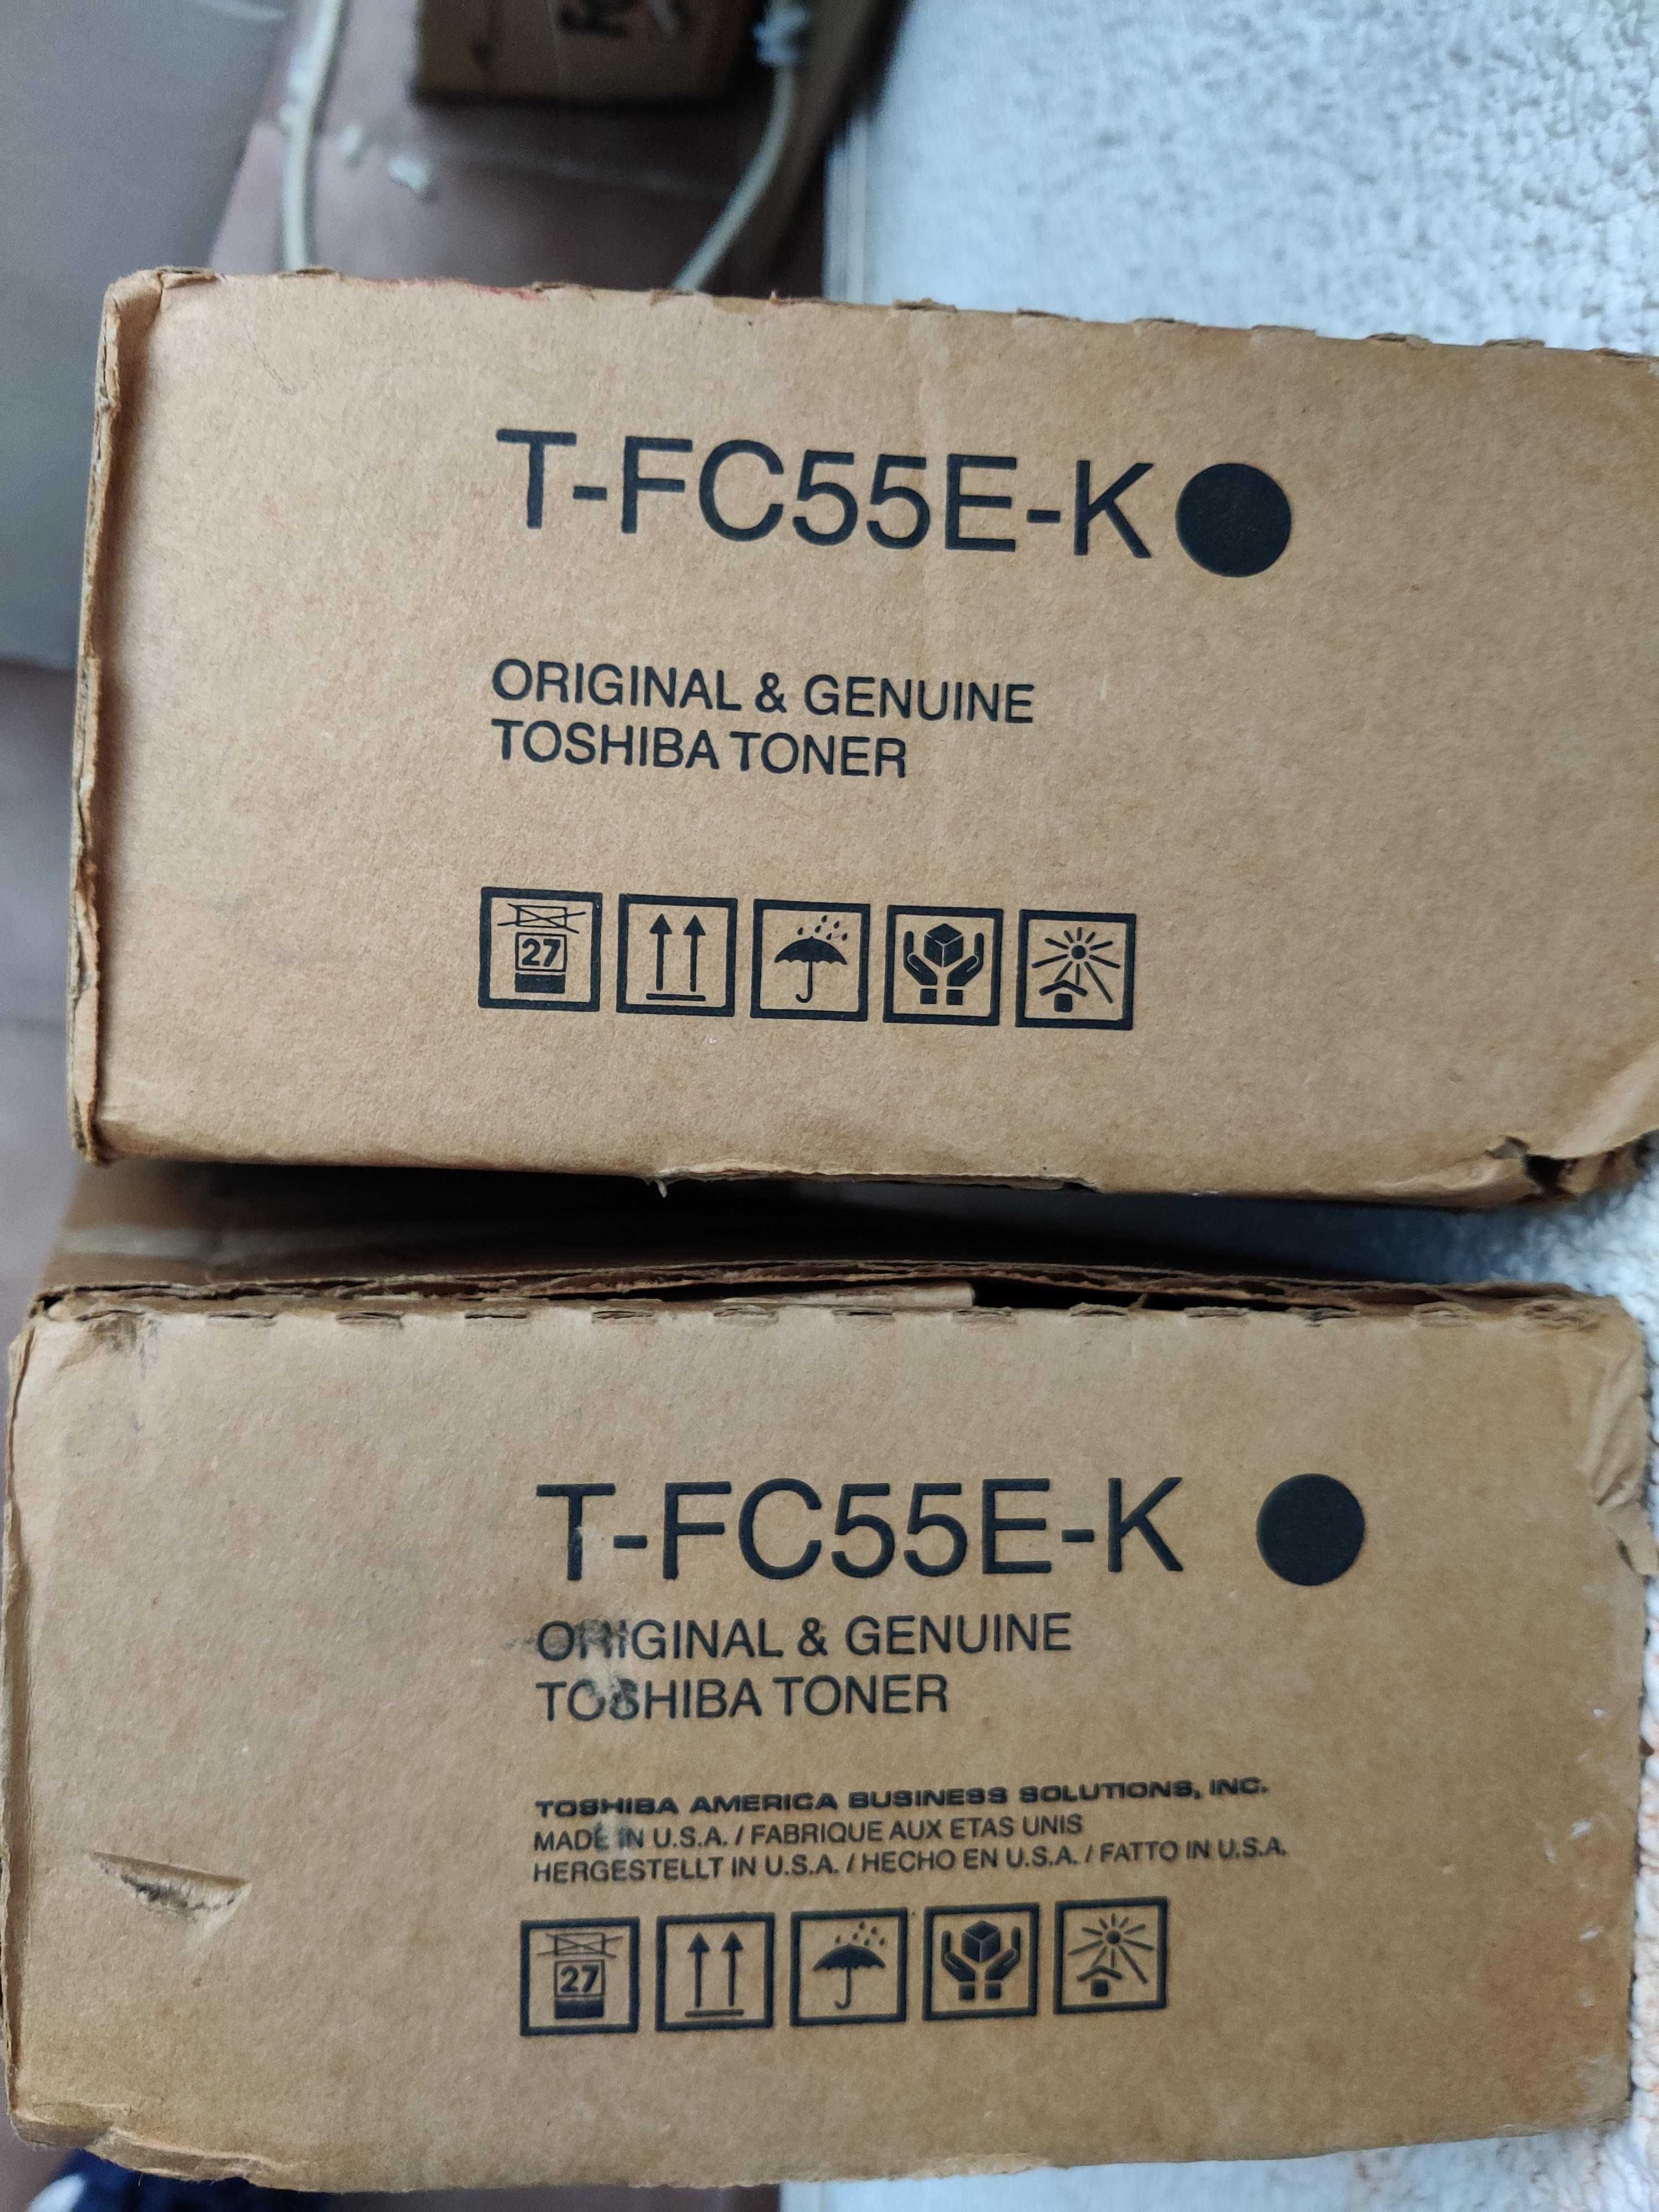 T-FC55E-K
ORIGINAL & GENUINE
TOSHIBA TONER
27
T-FC55E-K
ORIGINAL & GENUINE
TOSHIBA TONER
TOSHIBA AMERICA BUSINESS SOLUTIONS, INC.
MADE IN U.S.A. / FABRIQUE AUX ETAS UNIS
HERGESTELLT IN U.S.A. / HECHO EN U.S.A. / FATTO IN U.S.A.
27